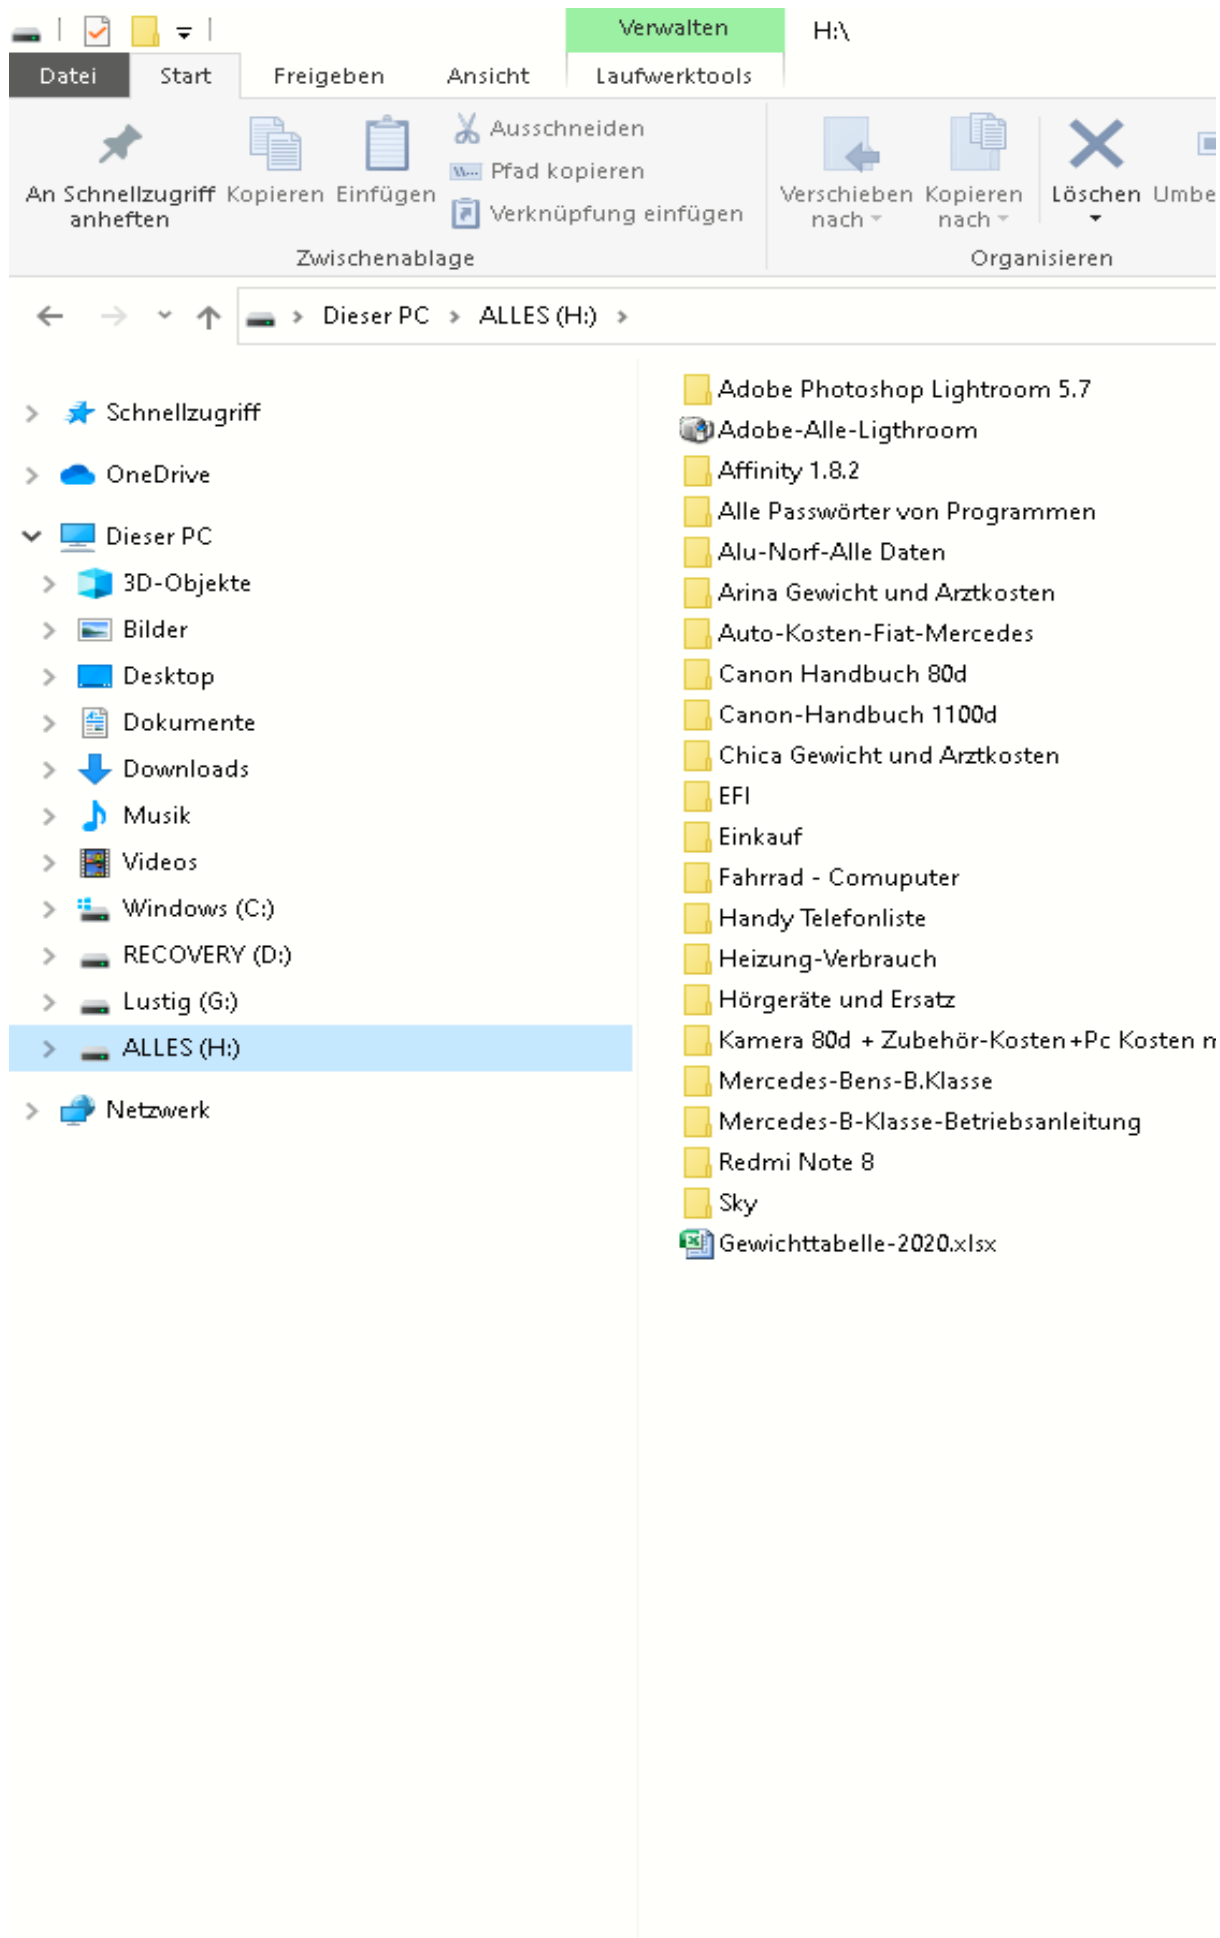 Verwalten
H:\
Datei
Start
Freigeben
Ansicht
Laufwerktools
An Schnellzugriff
anheften
Kopieren
Einfügen
Ausschneiden
Pfad kopieren
Verknüpfung einfügen
Verschieben
nach
Kopieren
nach
Löschen
Umbe
Zwischenablage
Organisieren
Dieser PC
ALLES (H:)
Schnellzugriff
OneDrive
Dieser PC
3D-Objekte
Bilder
Desktop
Dokumente
Downloads
Musik
Videos
Windows (C:)
RECOVERY (D:)
Lustig (G:)
ALLES (H:)
Netzwerk
Adobe Photoshop Lightroom 5.7
Adobe-Alle-Ligthroom
Affinity 1.8.2
Alle Passwörter von Programmen
Alu-Norf-Alle Daten
Arina Gewicht und Arztkosten
Auto-Kosten-Fiat-Mercedes
Canon Handbuch 80d
Canon-Handbuch 1100d
Chica Gewicht und Arztkosten
EFI
Einkauf
Fahrrad - Comuputer
Handy Telefonliste
Heizung-Verbrauch
Hörgeräte und Ersatz
Kamera 80d + Zubehör-Kosten+Pc Kosten
Mercedes-Bens-B.Klasse
Mercedes-B-Klasse-Betriebsanleitung
Redmi Note 8
Sky
Gewichttabelle-2020.xlsx